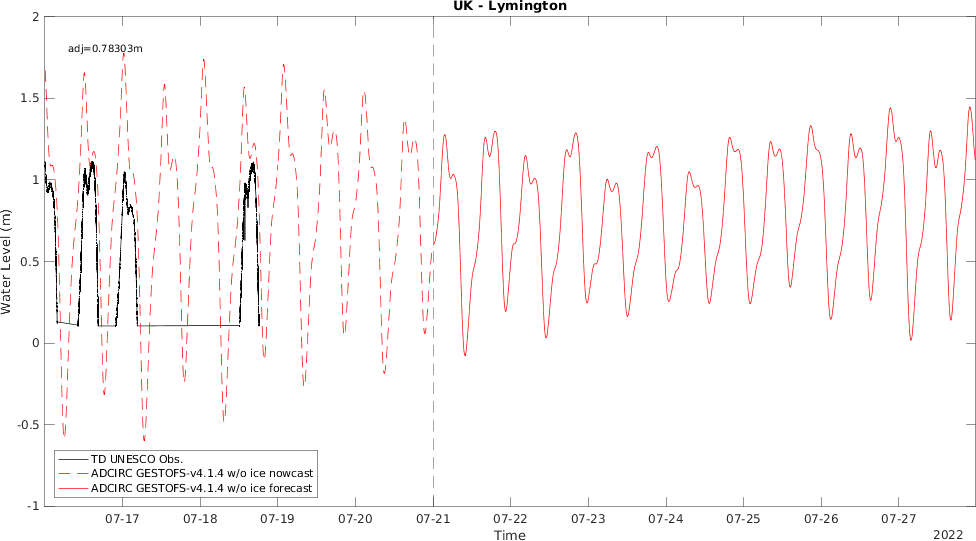 UK - Lymington
adj=0.78303m
2
1.5
1
0.5
0
-0.5
-1
Water Level (m)
TD UNESCO Obs.
ADCIRC GESTOFS-v4.1.4 w/o ice nowcast
ADCIRC GESTOFS-v4.1.4 w/o ice forecast
07-17 07-18 07-19 07-20 07-21 07-22 07-23 07-24 07-25 07-26 07-27
Time
2022